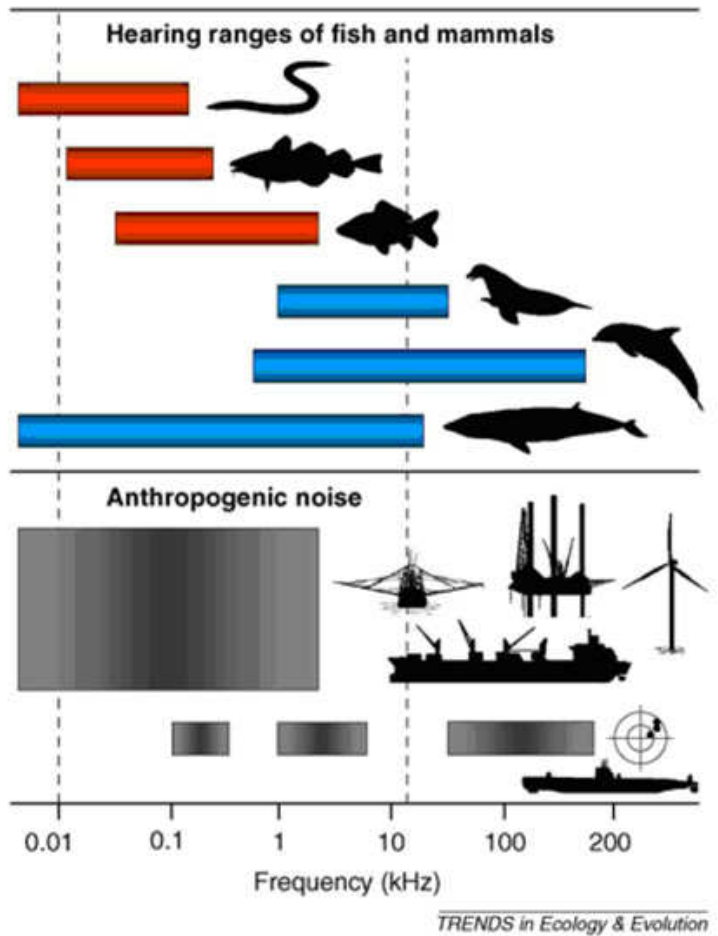 Hearing ranges of fish and mammals
Anthropogenic noise
0.01 0.1 1 10 100 200
Frequency (kHz)
TRENDS in Ecology & Evolution